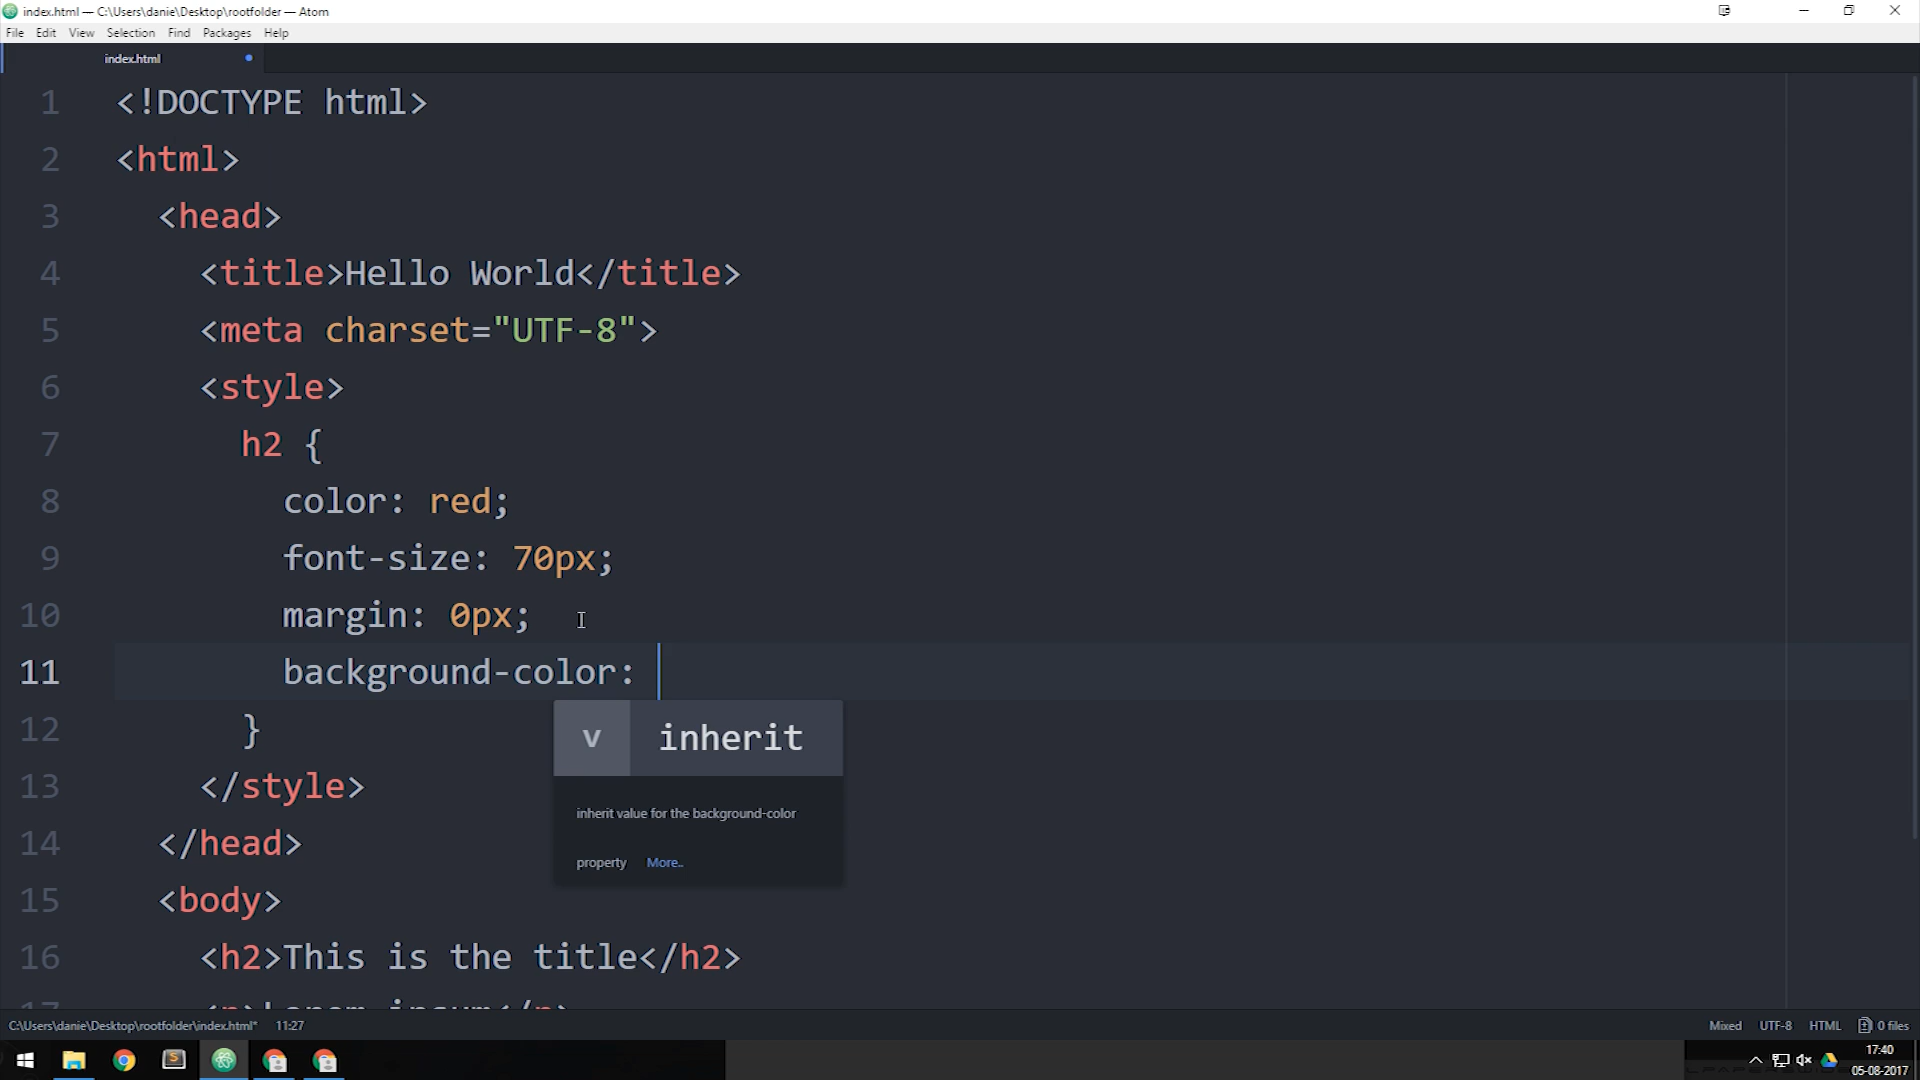 index.html — C:\Users\danie\Desktop\rootfolder — Atom
File Edit View Selection Find Packages Help
index.html
1 <!DOCTYPE html>
2 <html>
3 <head>
4 <title>Hello World</title>
5 <meta charset="UTF-8">
6 <style>
7 h2 {
8 color: red;
9 font-size: 70px;
10 margin: 0px;
11 background-color:
v inherit
12 }
inherit value for the background-color
13 </style>
property More..
14 </head>
15 <body>
16 <h2>This is the title</h2>
17 <p>Lorem ipsum</p>
C:\Users\danie\Desktop\rootfolder\index.html* 11:27 Mixed UTF-8 HTML 0 files
17:40
05-08-2017